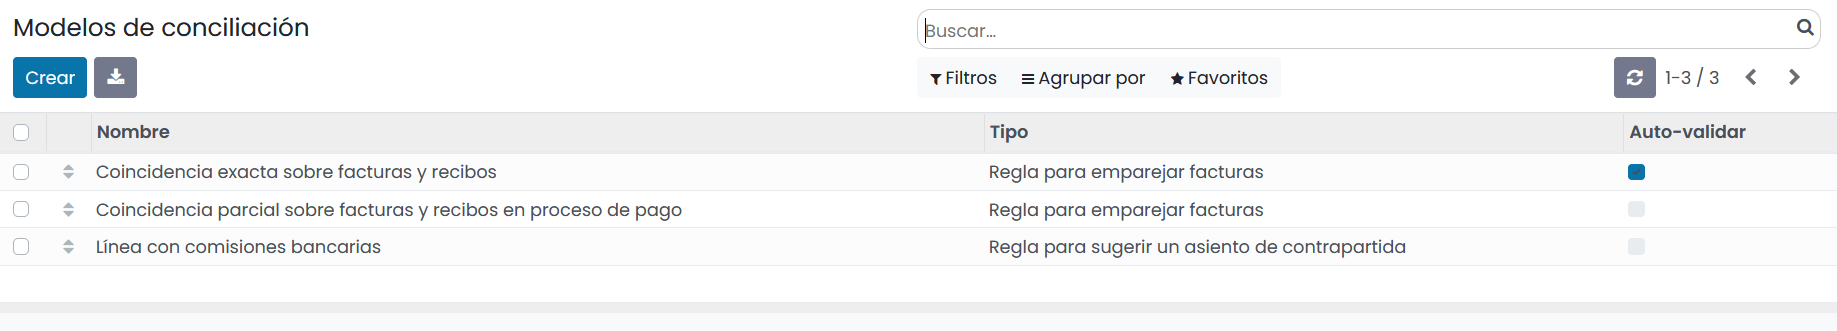 Modelos de conciliación
Buscar...
Crear
Filtros Agrupar por Favoritos
1-3 / 3
Nombre Tipo Auto-validar
Coincidencia exacta sobre facturas y recibos Regla para emparejar facturas
Coincidencia parcial sobre facturas y recibos en proceso de pago Regla para emparejar facturas
Línea con comisiones bancarias Regla para sugerir un asiento de contrapartida